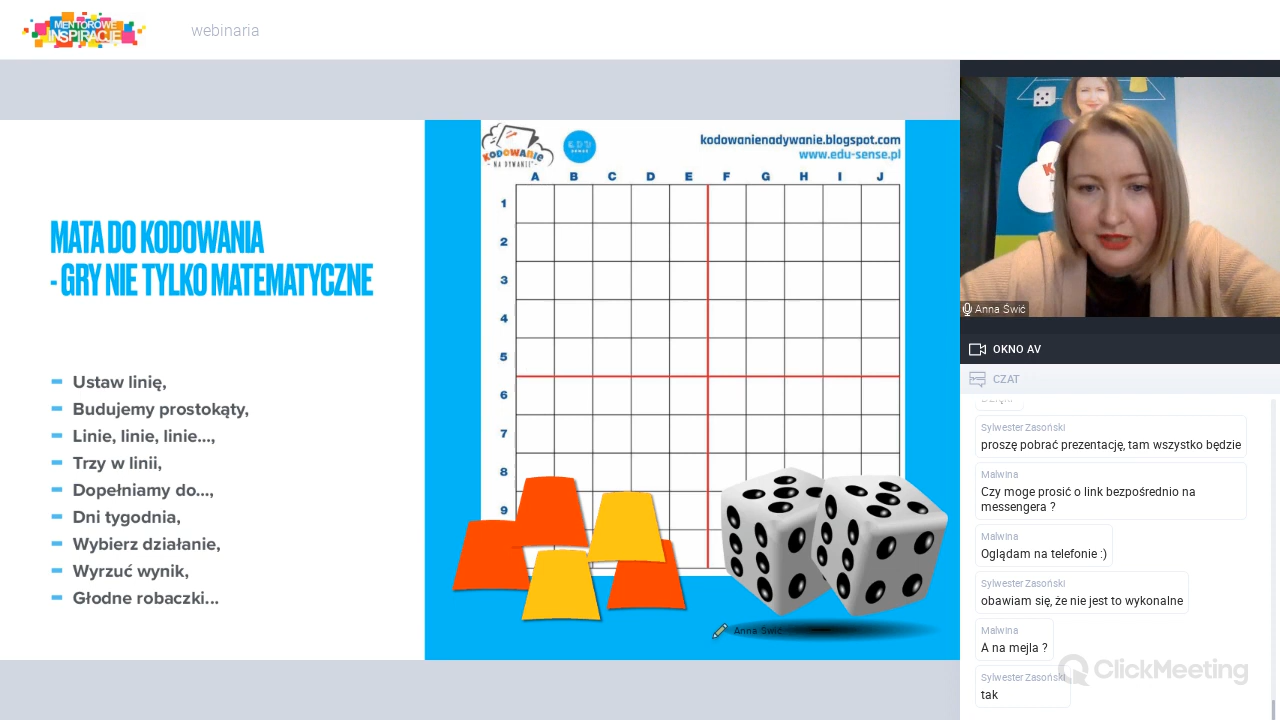 MENTOROWE
INSPIRACJE
webinaria
MATA DO KODOWANIA
- GRY NIE TYLKO MATEMATYCZNE
Ustaw linię,
Budujemy prostokąty,
Linie, linie, linie...,
Trzy w linii,
Dopełniamy do...,
Dni tygodnia,
Wybierz działanie,
Wyrzuć wynik,
Głodne robaczki...
KODOWANIE
NA DYWANIE
EDU
SENSE
kodowanienadywanie.blogspot.com
www.edu-sense.pl
A B C D E F G H I J
1
2
3
4
5
6
7
8
9
Anna Świć
Anna Świć
OKNO AV
CZAT
Sylwester Zasoński
proszę pobrać prezentację, tam wszystko będzie
Malwina
Czy moge prosić o link bezpośrednio na
messengera ?
Malwina
Oglądam na telefonie :)
Sylwester Zasoński
obawiam się, że nie jest to wykonalne
Malwina
A na mejla ?
Sylwester Zasoński
tak
ClickMeeting